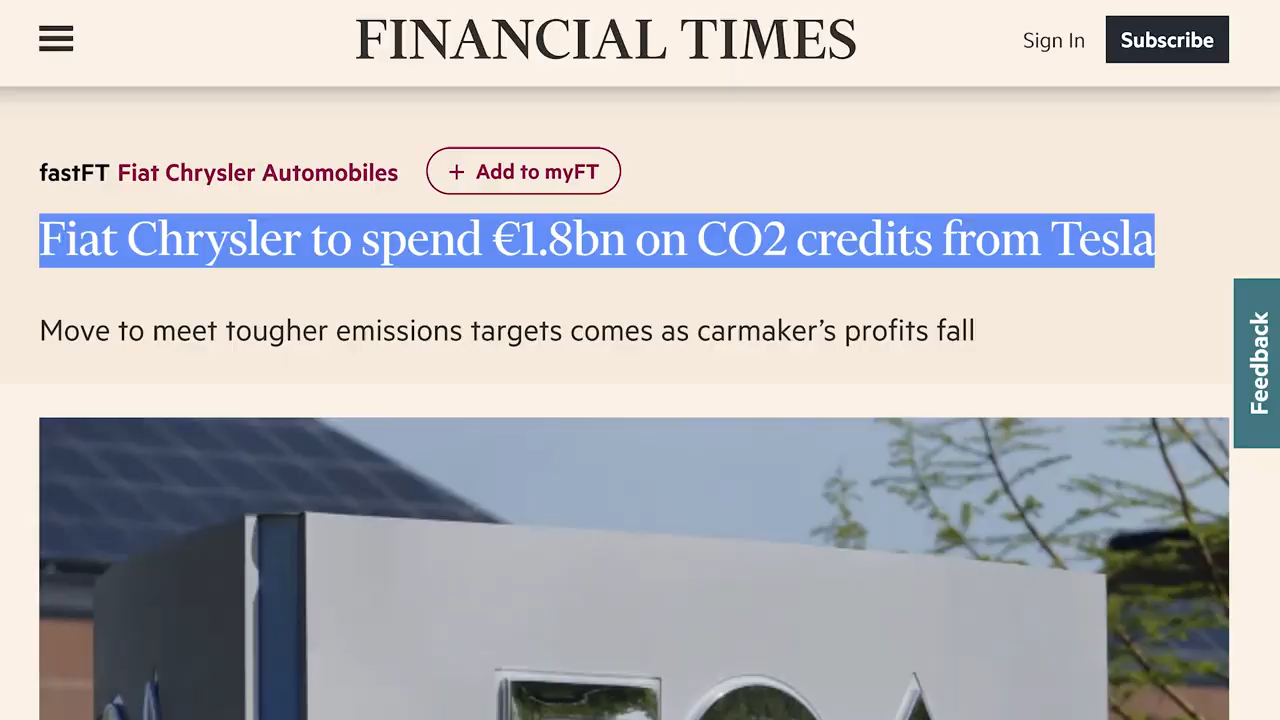 FINANCIAL TIMES
Sign In
Subscribe
fastFT Fiat Chrysler Automobiles
+ Add to myFT
Fiat Chrysler to spend €1.8bn on CO2 credits from Tesla
Move to meet tougher emissions targets comes as carmaker's profits fall
Feedback